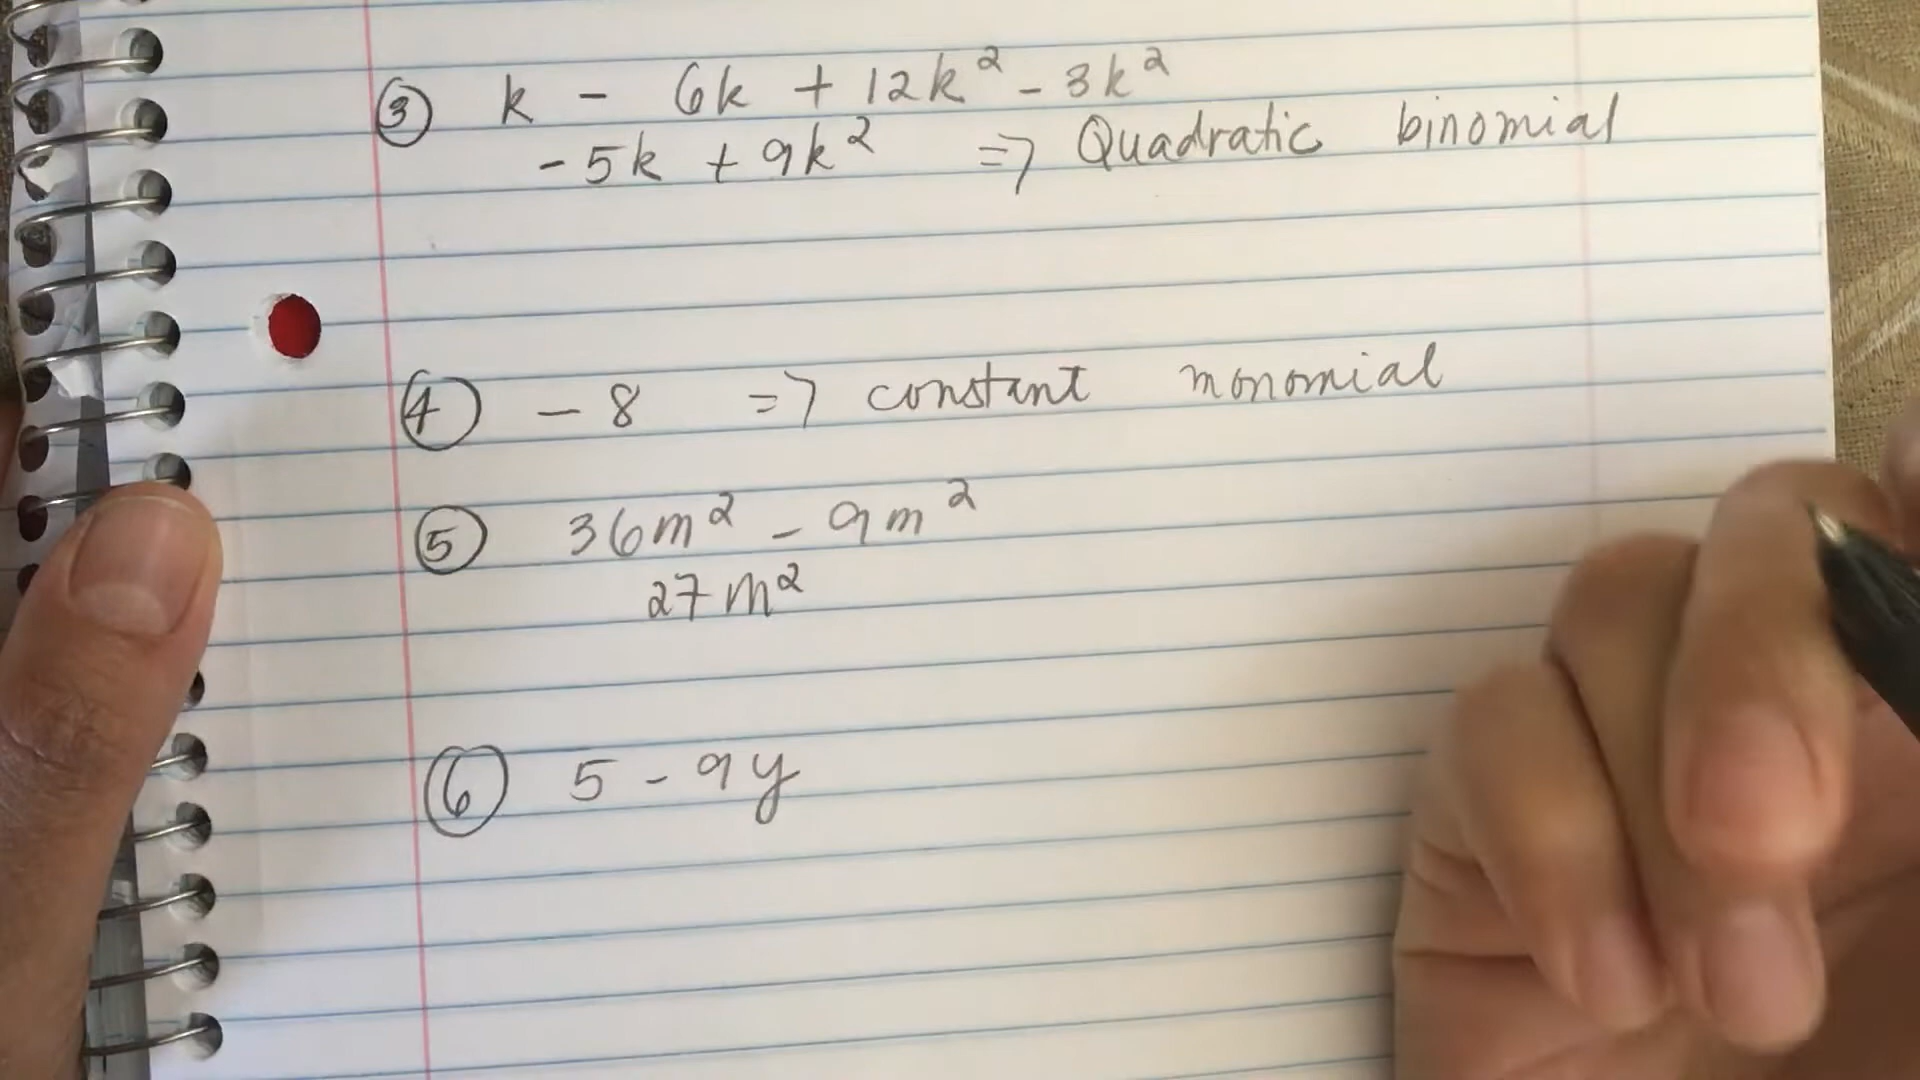 ③ k - 6k + 12k² - 3k²
-5k + 9k² => Quadratic binomial
④ -8 => constant monomial
⑤ 36m² - 9m²
27m²
⑥ 5 - 9y